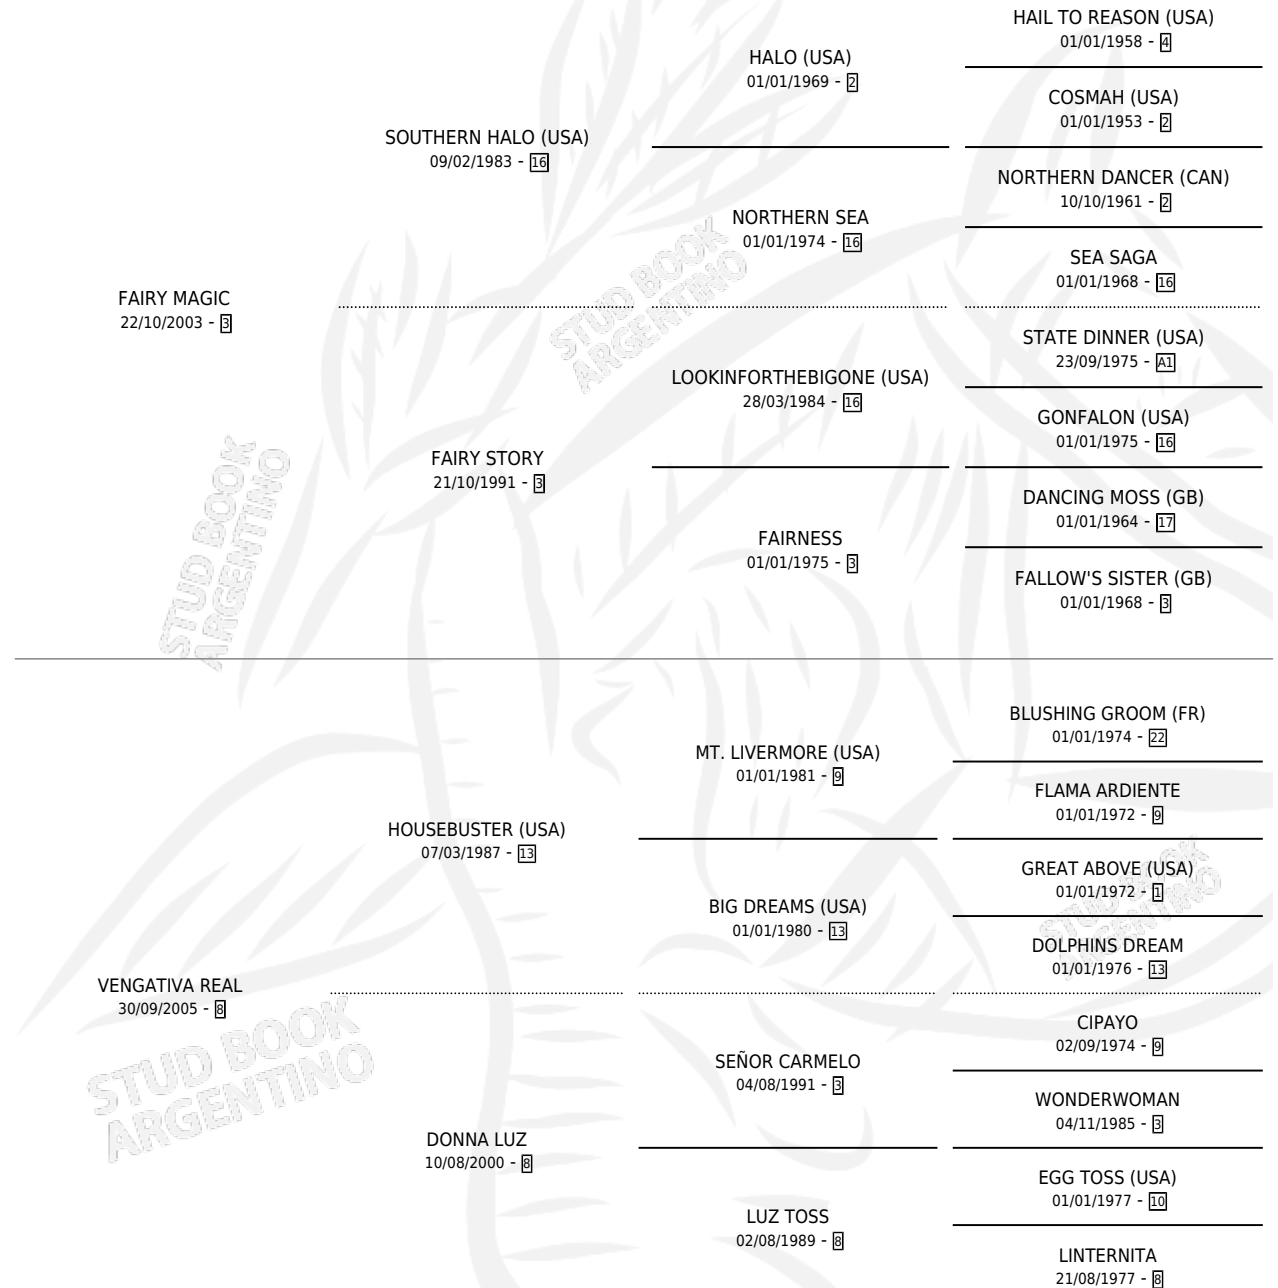 HAIL TO REASON (USA)
01/01/1958 - 4
HALO (USA)
01/01/1969 - 2
COSMAH (USA)
01/01/1953 - 2
SOUTHERN HALO (USA)
09/02/1983 - 16
NORTHERN DANCER (CAN)
10/10/1961 - 2
NORTHERN SEA
01/01/1974 - 16
SEA SAGA
01/01/1968 - 16
FAIRY MAGIC
22/10/2003 - 3
STATE DINNER (USA)
23/09/1975 - A1
LOOKINFORTHEBIGONE (USA)
28/03/1984 - 16
GONFALON (USA)
01/01/1975 - 16
FAIRY STORY
21/10/1991 - 3
DANCING MOSS (GB)
01/01/1964 - 17
FAIRNESS
01/01/1975 - 3
FALLOW'S SISTER (GB)
01/01/1968 - 3
STUD BOOK
ARGENTINO
STUD BOOK
ARGENTINO
BLUSHING GROOM (FR)
01/01/1974 - 22
MT. LIVERMORE (USA)
01/01/1981 - 9
FLAMA ARDIENTE
01/01/1972 - 9
HOUSEBUSTER (USA)
07/03/1987 - 13
GREAT ABOVE (USA)
01/01/1972 - 1
BIG DREAMS (USA)
01/01/1980 - 13
DOLPHINS DREAM
01/01/1976 - 13
STUD BOOK
ARGENTINO
VENGATIVA REAL
30/09/2005 - 8
CIPAYO
02/09/1974 - 9
SEÑOR CARMELO
04/08/1991 - 3
WONDERWOMAN
04/11/1985 - 3
DONNA LUZ
10/08/2000 - 8
EGG TOSS (USA)
01/01/1977 - 10
LUZ TOSS
02/08/1989 - 8
LINTERNITA
21/08/1977 - 8
STUD BOOK
ARGENTINO